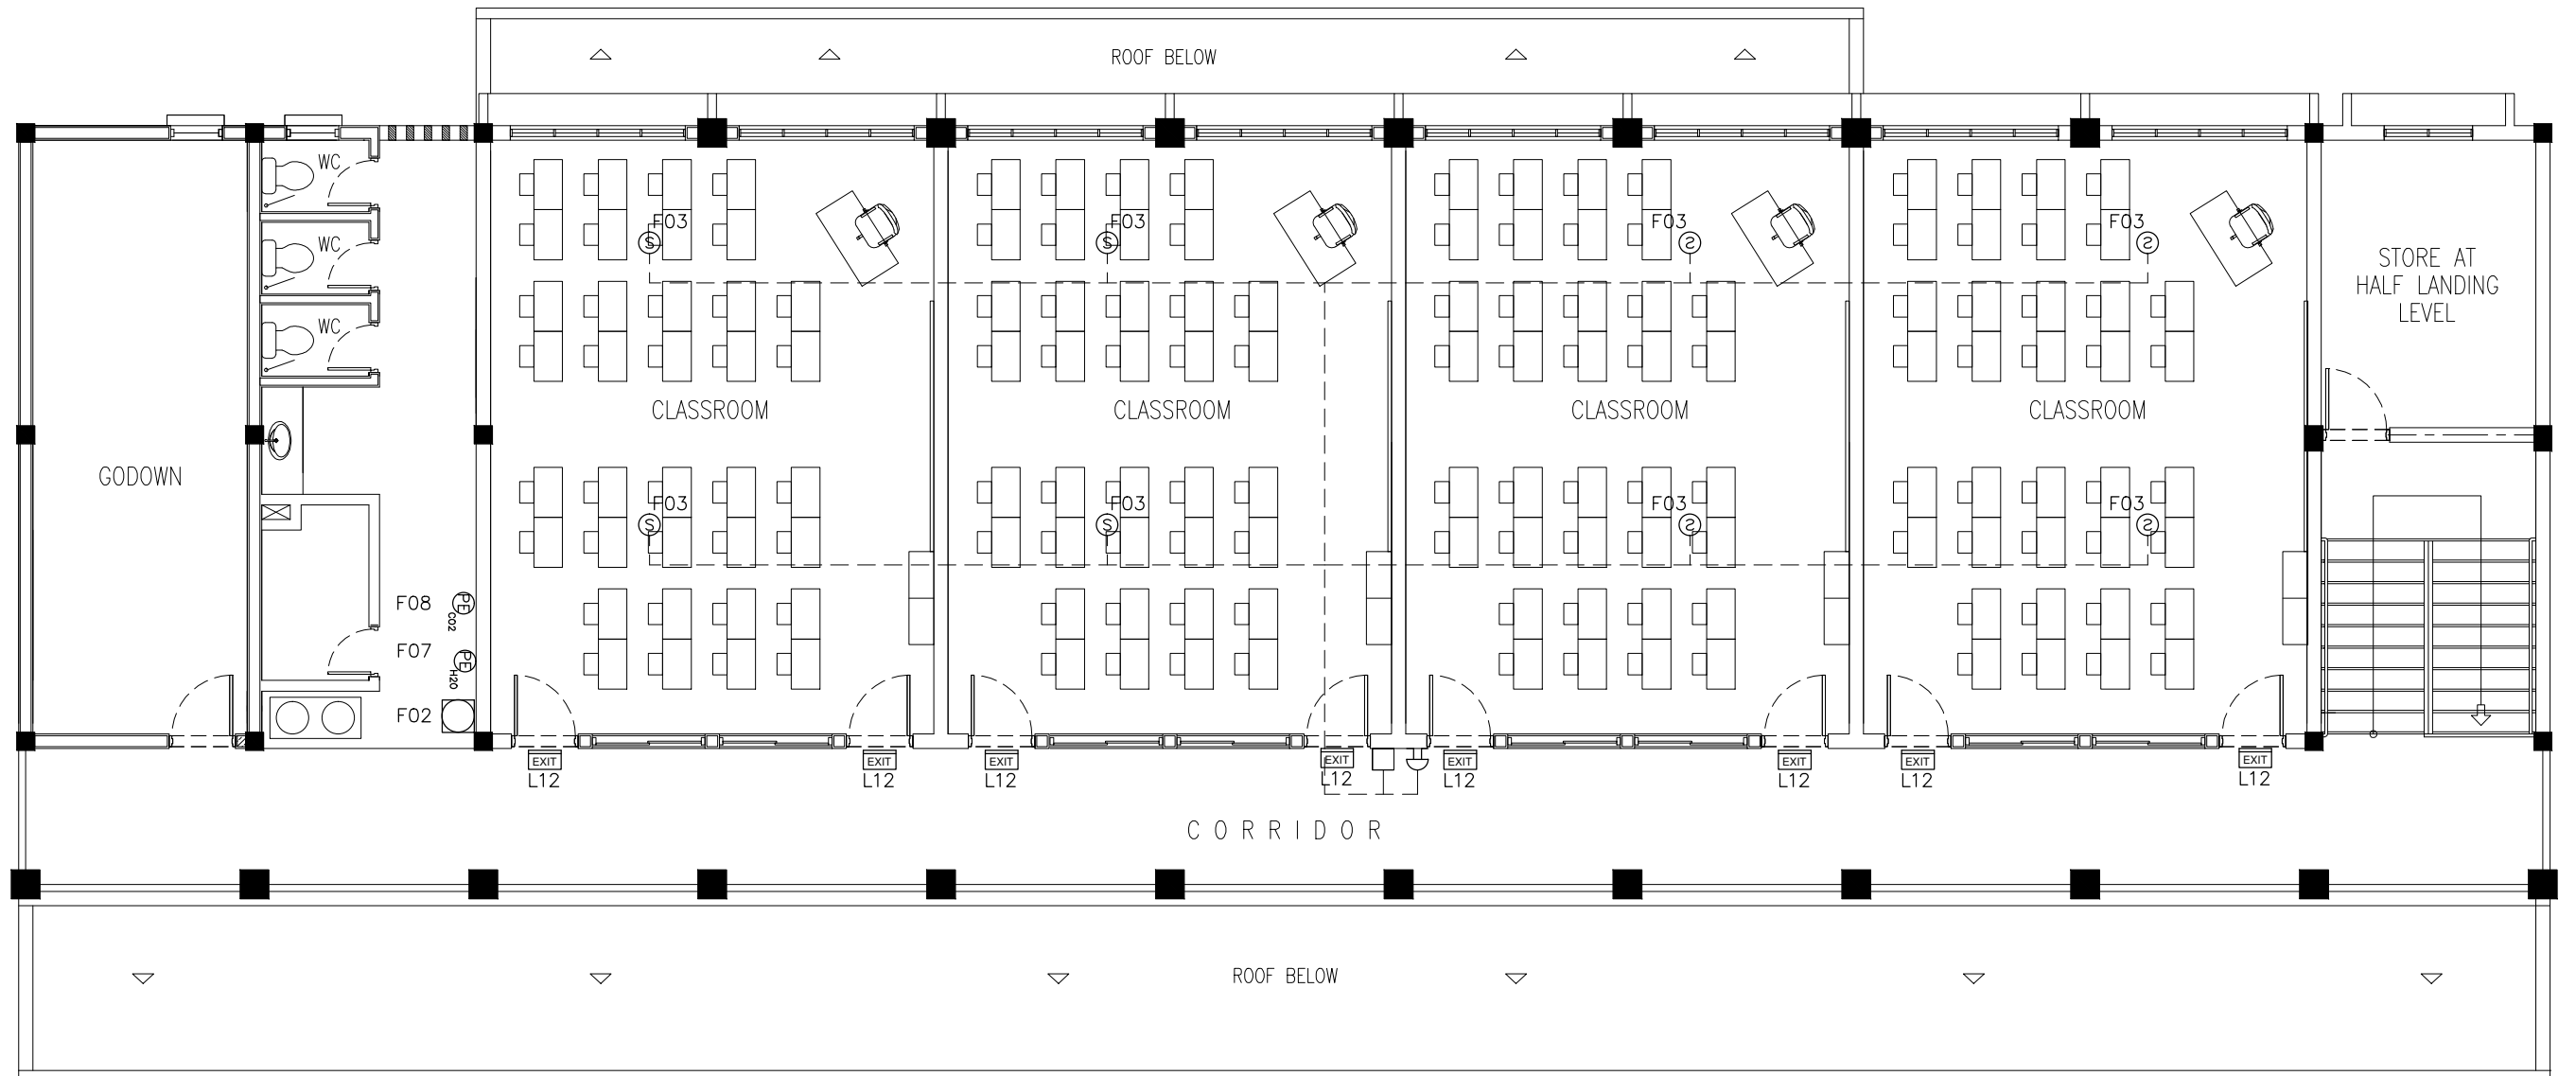 ROOF BELOW
WC
WC
WC
F03
F03
F03
F03
S
S
S
S
STORE AT
HALF LANDING
LEVEL
CLASSROOM
CLASSROOM
CLASSROOM
CLASSROOM
GODOWN
F03
F03
F03
F03
S
S
S
S
F08
PE
CO2
F07
PE
H2O
F02
EXIT
EXIT
EXIT
EXIT
EXIT
EXIT
EXIT
EXIT
L12
L12
L12
L12
L12
L12
L12
L12
CORRIDOR
ROOF BELOW